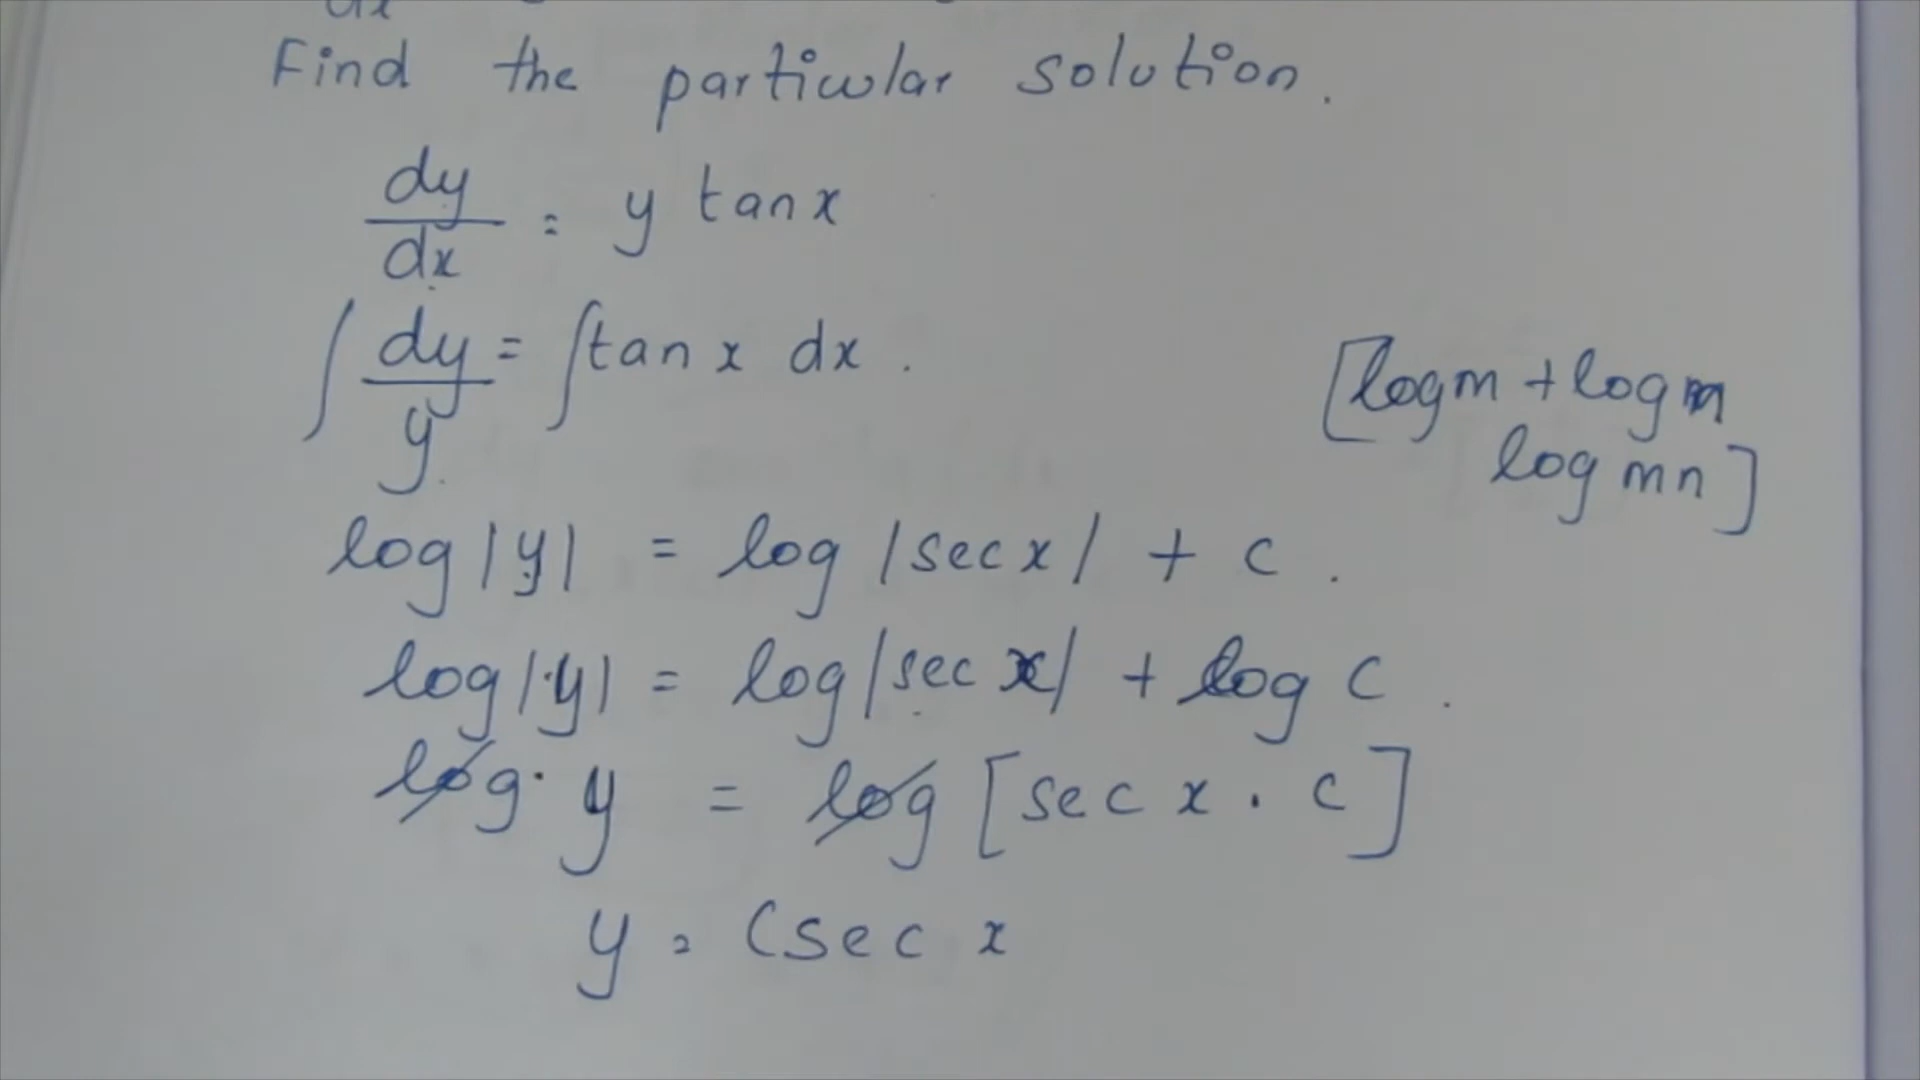 dx
Find the particular solution.
dy/dx = y tan x
∫ dy/y = ∫ tan x dx .
[log m + log n
log mn]
log |y| = log |sec x| + c .
log |y| = log |sec x| + log c .
log y = log [sec x . c]
y = C sec x